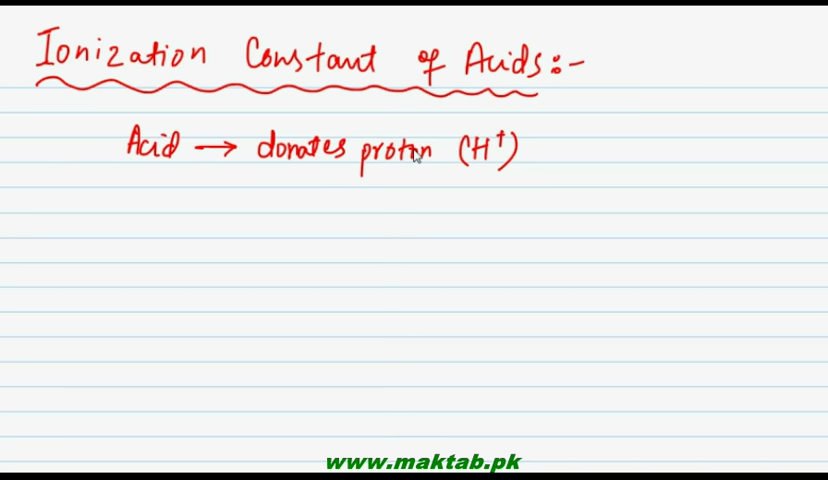 Ionization Constant of Acids:-
Acid → donates proton (H⁺)
www.maktab.pk